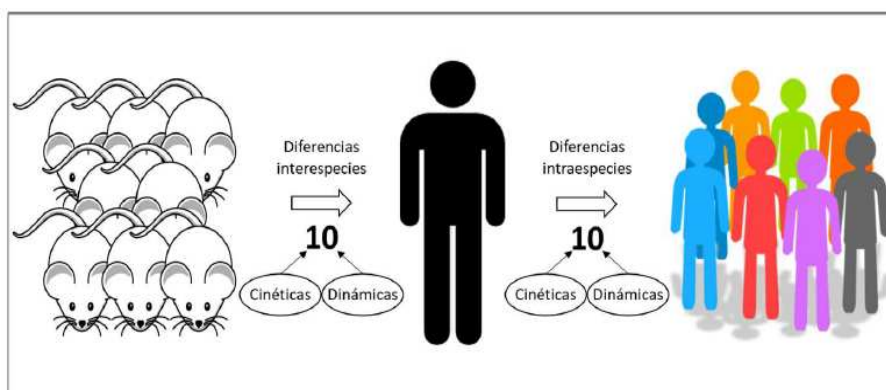 Diferencias
interespecies
10
Cinéticas
Dinámicas
Diferencias
intraespecies
10
Cinéticas
Dinámicas